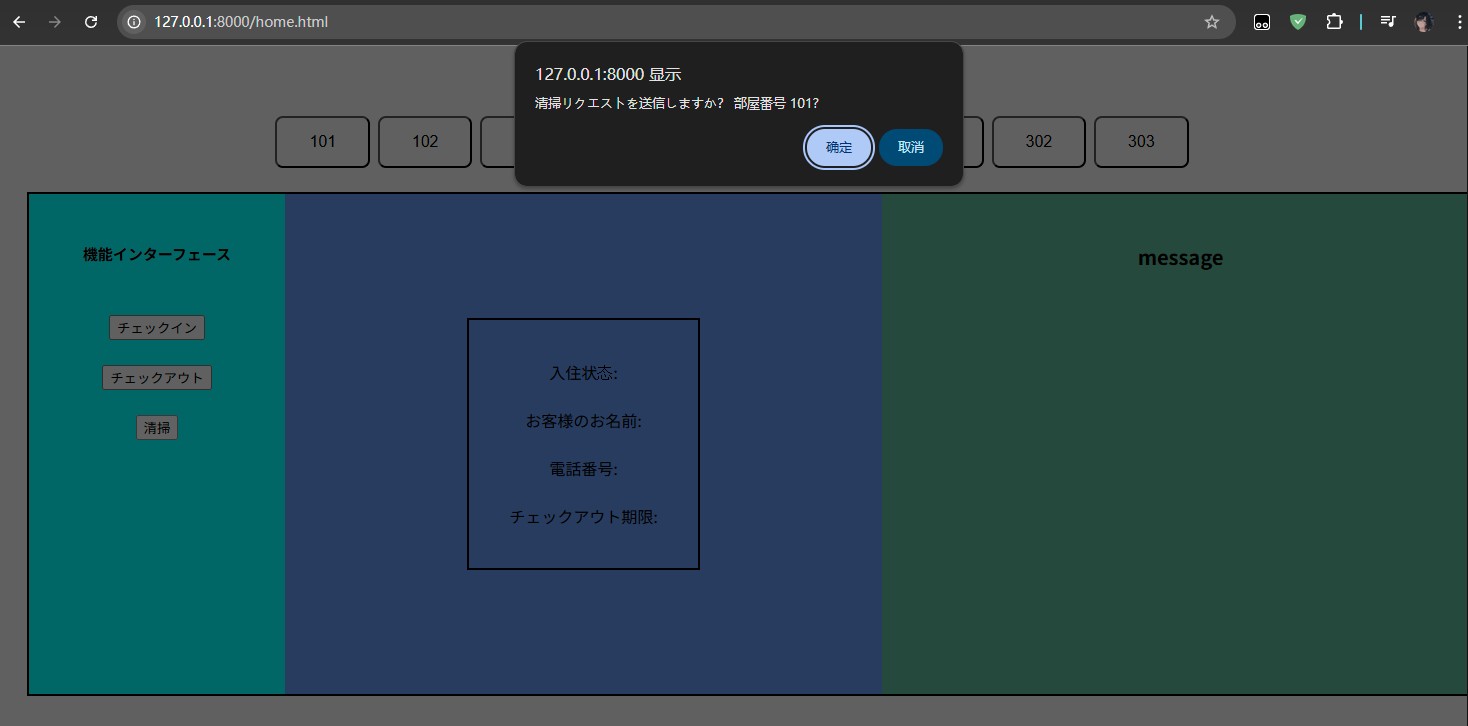 127.0.0.1:8000/home.html
127.0.0.1:8000 显示
清掃リクエストを送信しますか? 部屋番号 101?
确定 取消
101 102 302 303
機能インターフェース
チェックイン
チェックアウト
清掃
入住状态:
お客様のお名前:
電話番号:
チェックアウト期限:
message